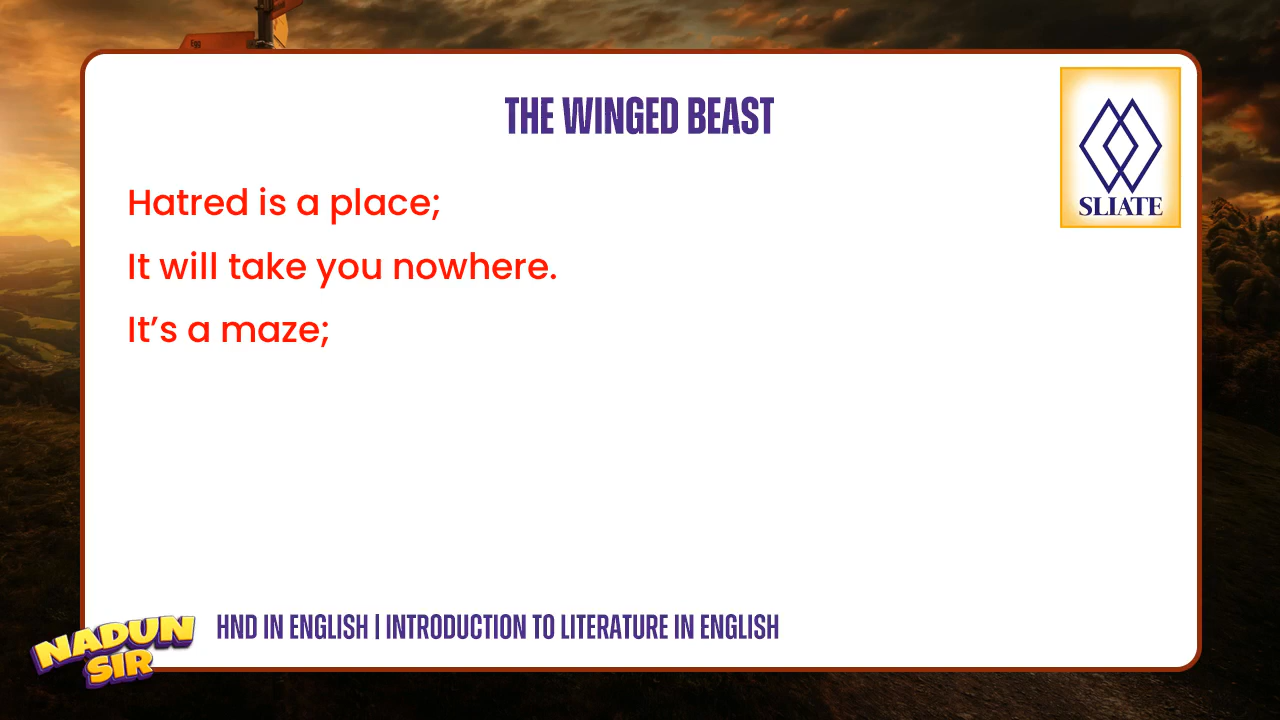 Egg
THE WINGED BEAST
SLIATE
Hatred is a place;
It will take you nowhere.
It’s a maze;
HND IN ENGLISH | INTRODUCTION TO LITERATURE IN ENGLISH
NADUN
SIR